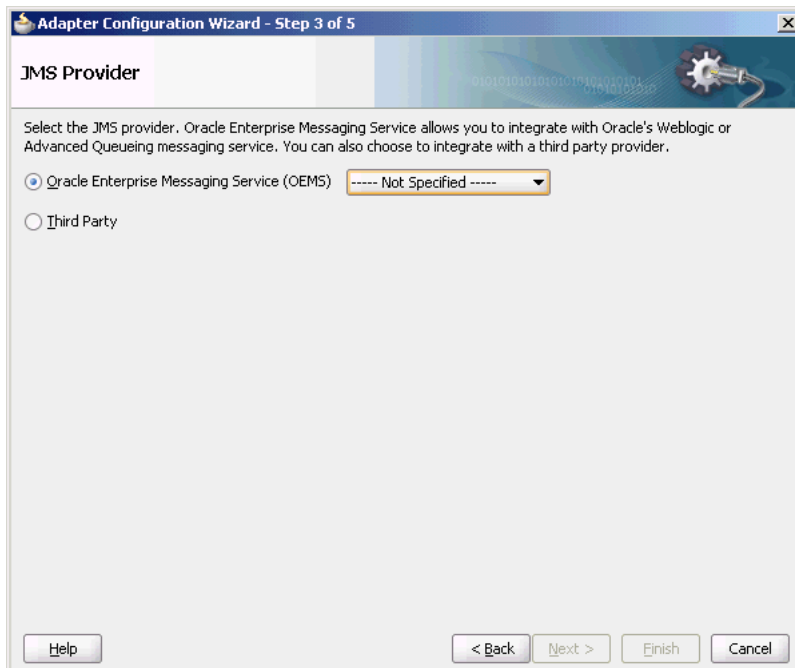 Adapter Configuration Wizard - Step 3 of 5
JMS Provider
Select the JMS provider. Oracle Enterprise Messaging Service allows you to integrate with Oracle's Weblogic or
Advanced Queueing messaging service. You can also choose to integrate with a third party provider.
Oracle Enterprise Messaging Service (OEMS) ----- Not Specified -----
Third Party
Help < Back Next > Finish Cancel